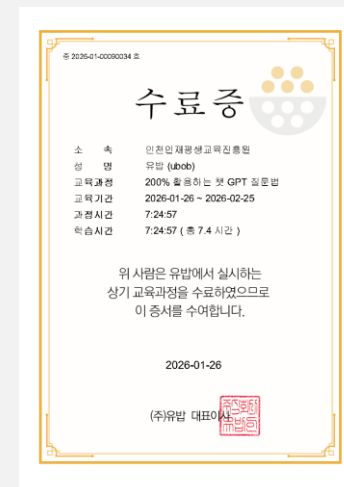 증 2026-01-00090034 호
수료증
소 속 인천인재평생교육진흥원
성 명 유밥 (ubob)
교육과정 200% 활용하는 챗 GPT 질문법
교육기간 2026-01-26 ~ 2026-02-25
과정시간 7:24:57
학습시간 7:24:57 ( 총 7.4 시간 )
위 사람은 유밥에서 실시하는
상기 교육과정을 수료하였으므로
이 증서를 수여합니다.
2026-01-26
(주)유밥 대표이사